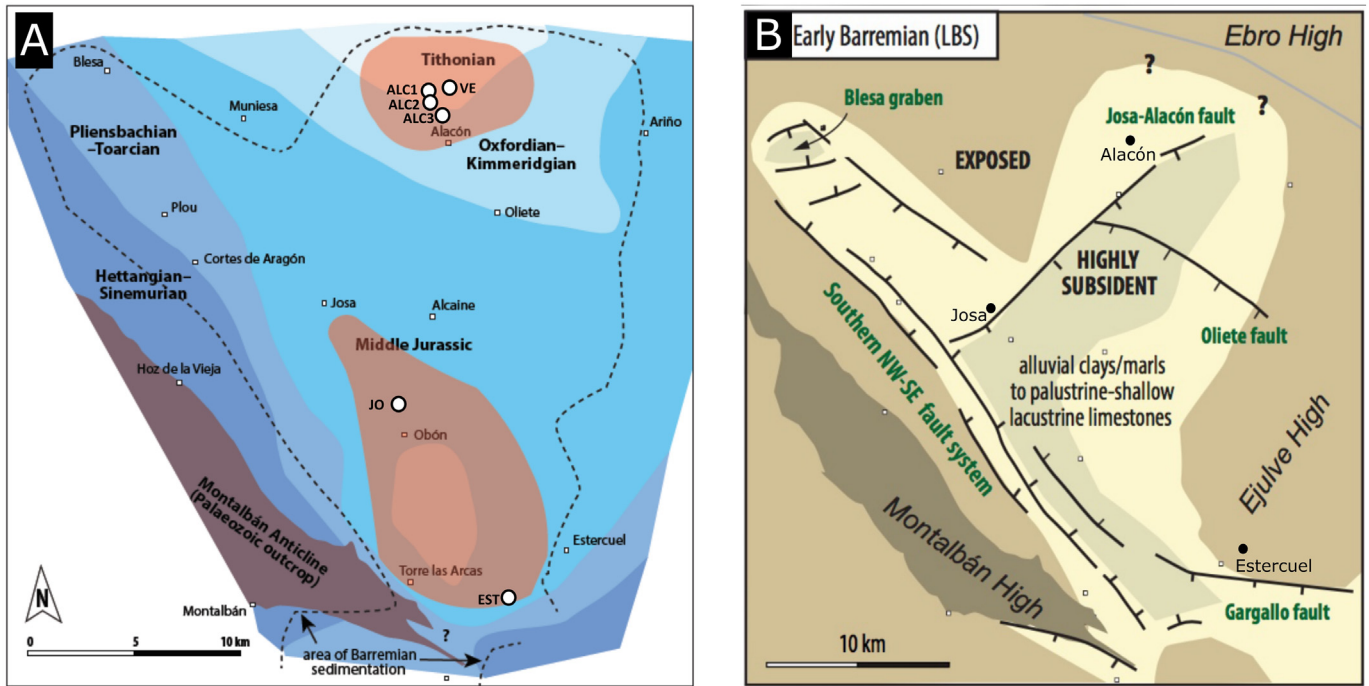 A
Blesa
Muniesa
Tithonian
ALC1
VE
ALC2
ALC3
Alacón
Ariño
Pliensbachian
–Toarcian
Oxfordian–
Kimmeridgian
Plou
Oliete
Cortes de Aragón
Hettangian–
Sinemurian
Josa
Alcaine
Middle Jurassic
Hoz de la Vieja
JO
Obón
Montalbán Anticline
(Palaeozoic outcrop)
Estercuel
Torre las Arcas
EST
N
Montalbán
?
0 5 10 km
area of Barremian
sedimentation
B
Early Barremian (LBS)
Ebro High
?
?
Blesa graben
Josa-Alacón fault
Alacón
EXPOSED
HIGHLY
SUBSIDENT
Josa
Oliete fault
Southern NW-SE fault system
alluvial clays/marls
to palustrine-shallow
lacustrine limestones
Ejulve High
Montalbán High
Estercuel
Gargallo fault
10 km